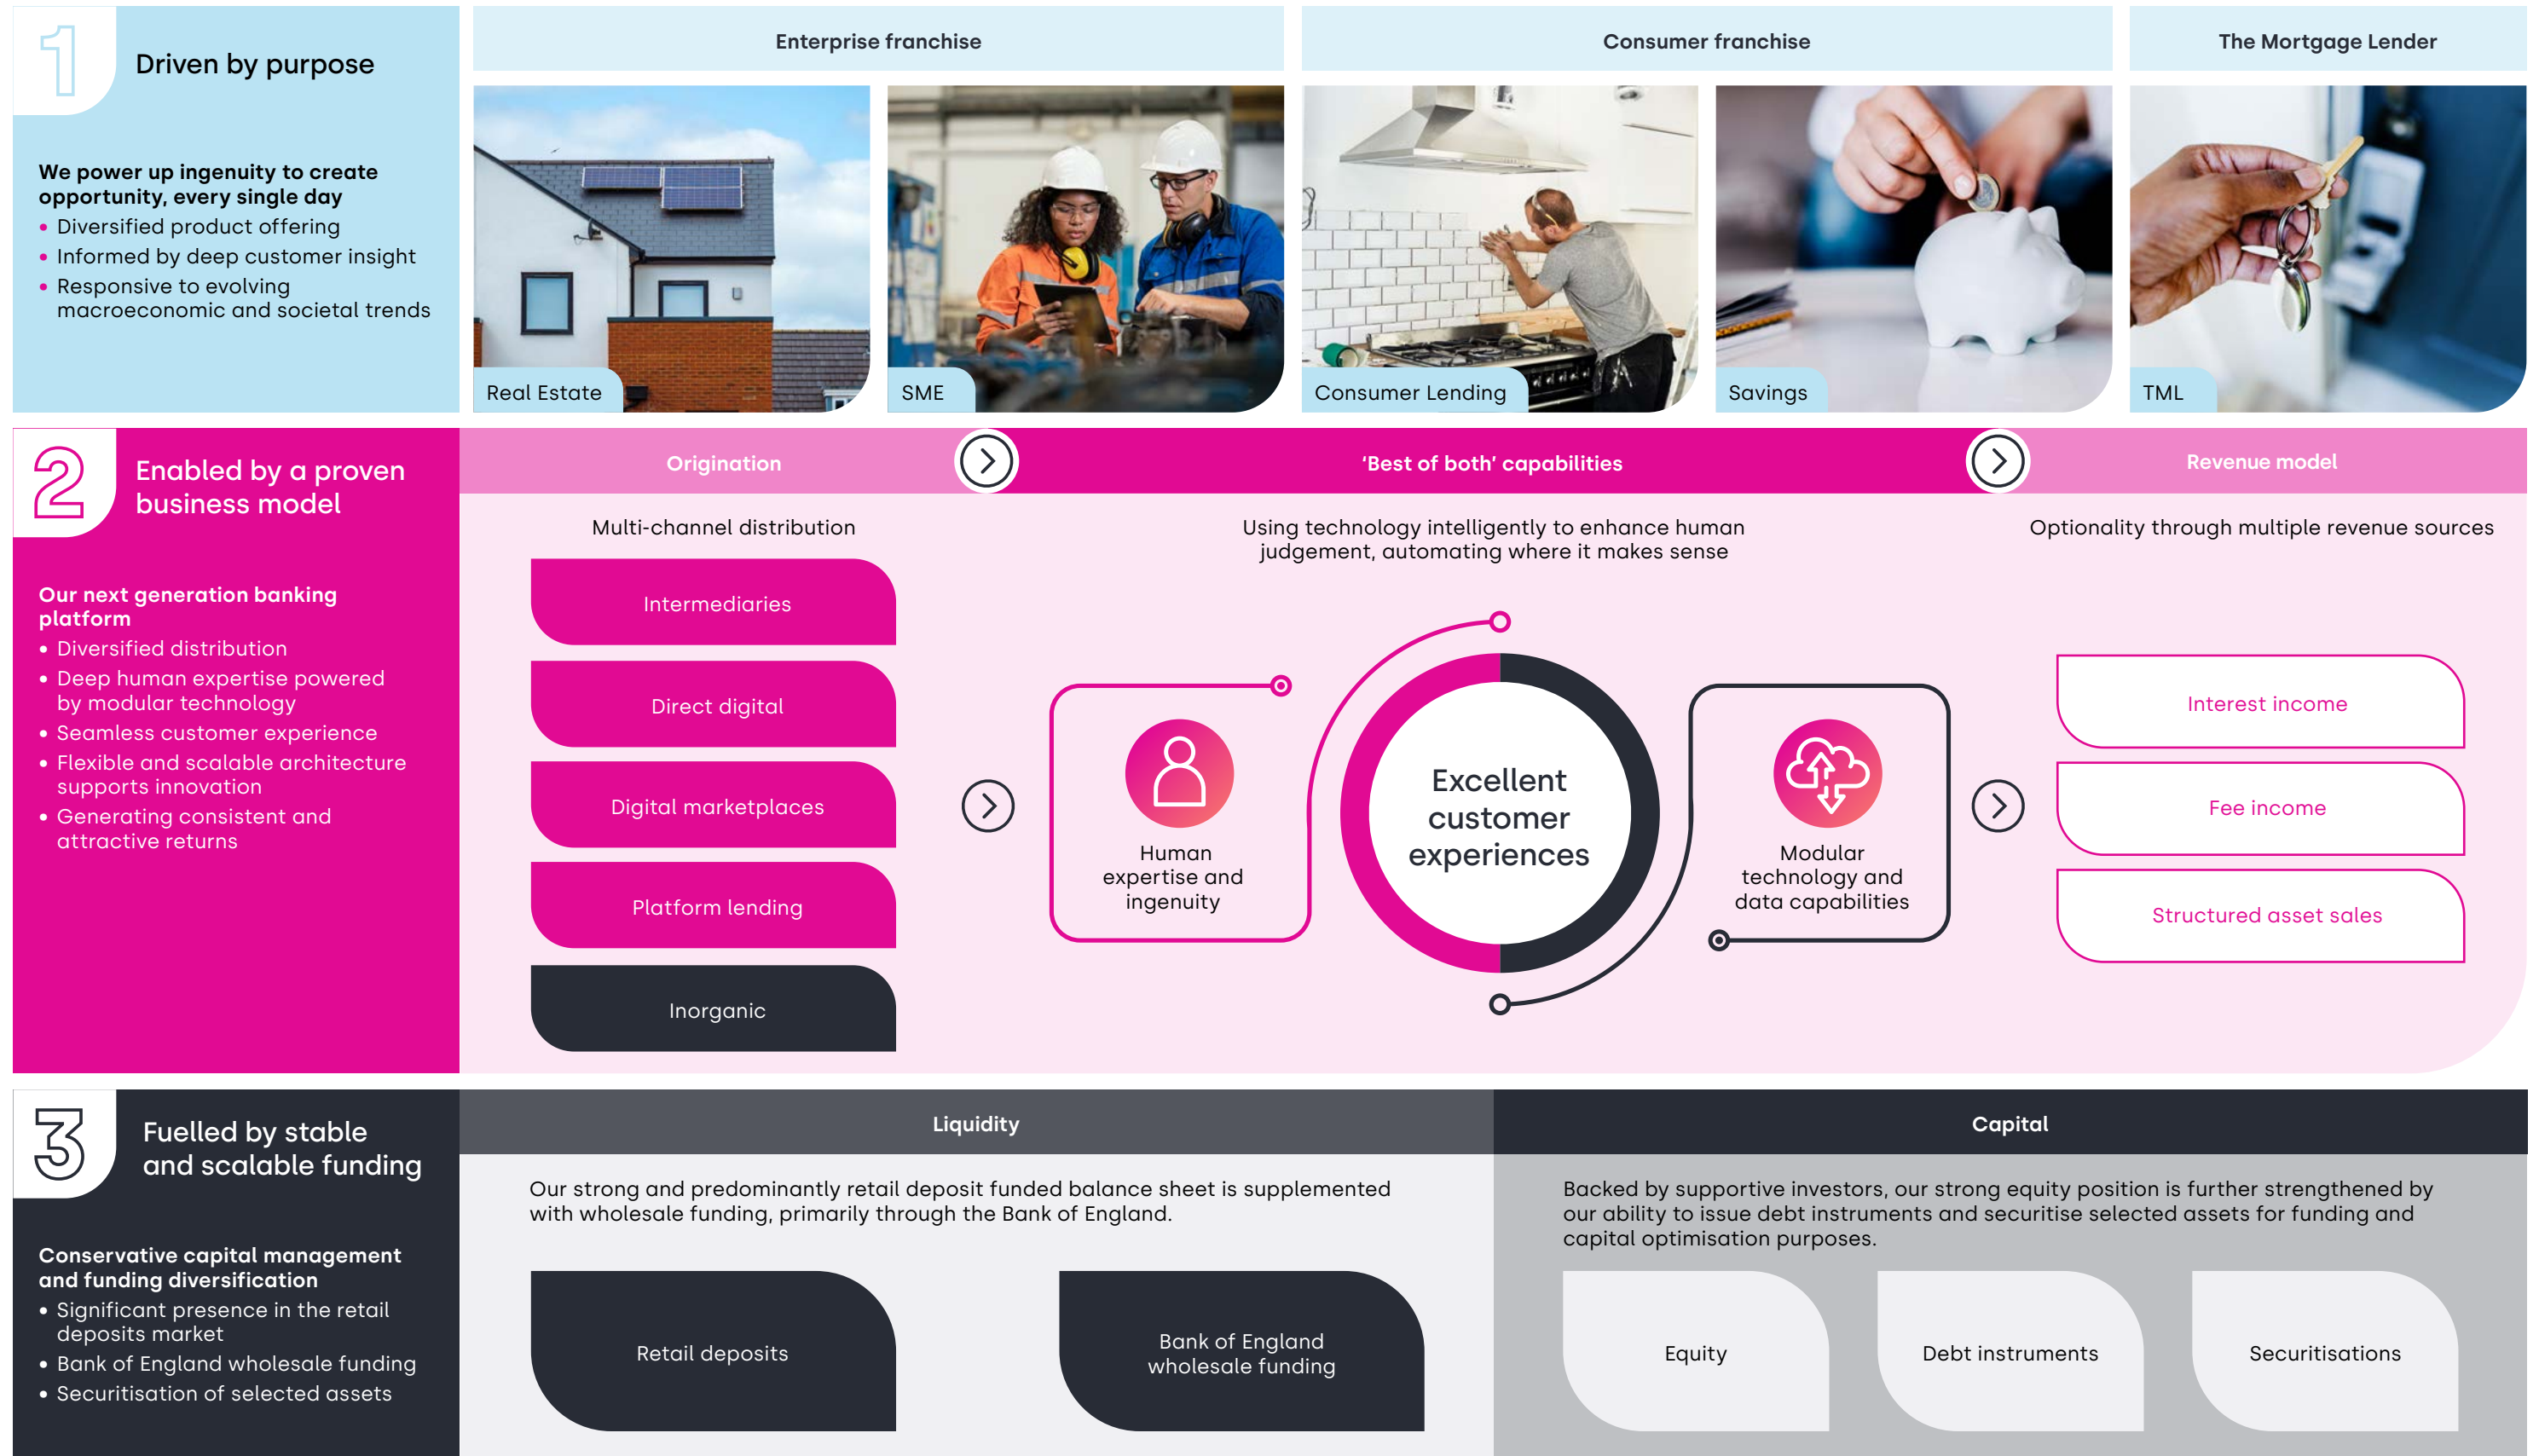 1
Driven by purpose
We power up ingenuity to create
opportunity, every single day
• Diversified product offering
• Informed by deep customer insight
• Responsive to evolving
macroeconomic and societal trends
Enterprise franchise
Consumer franchise
The Mortgage Lender
Real Estate
SME
Consumer Lending
Savings
TML
2
Enabled by a proven
business model
Our next generation banking
platform
• Diversified distribution
• Deep human expertise powered
by modular technology
• Seamless customer experience
• Flexible and scalable architecture
supports innovation
• Generating consistent and
attractive returns
Origination
Multi-channel distribution
Intermediaries
Direct digital
Digital marketplaces
Platform lending
Inorganic
‘Best of both’ capabilities
Using technology intelligently to enhance human
judgement, automating where it makes sense
Human
expertise and
ingenuity
Excellent
customer
experiences
Modular
technology and
data capabilities
Revenue model
Optionality through multiple revenue sources
Interest income
Fee income
Structured asset sales
3
Fuelled by stable
and scalable funding
Conservative capital management
and funding diversification
• Significant presence in the retail
deposits market
• Bank of England wholesale funding
• Securitisation of selected assets
Liquidity
Our strong and predominantly retail deposit funded balance sheet is supplemented
with wholesale funding, primarily through the Bank of England.
Retail deposits
Bank of England
wholesale funding
Capital
Backed by supportive investors, our strong equity position is further strengthened by
our ability to issue debt instruments and securitise selected assets for funding and
capital optimisation purposes.
Equity
Debt instruments
Securitisations